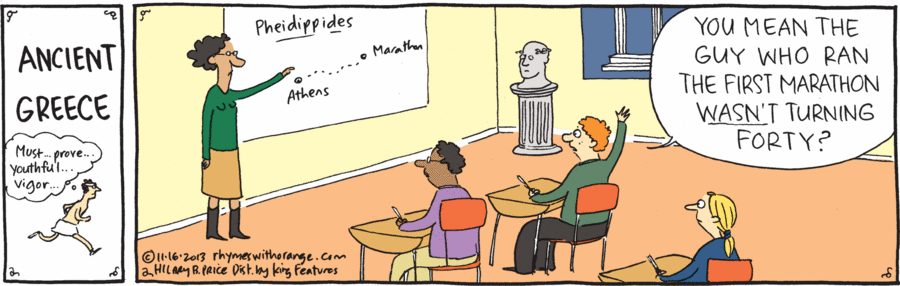 ANCIENT
GREECE
Must... prove...
youthful...
vigor...
Pheidippides
Marathon
Athens
YOU MEAN THE
GUY WHO RAN
THE FIRST MARATHON
WASN'T TURNING
FORTY?
©11·16·2013 rhymeswithorange.com
HILARY B. PRICE Dist. by King Features